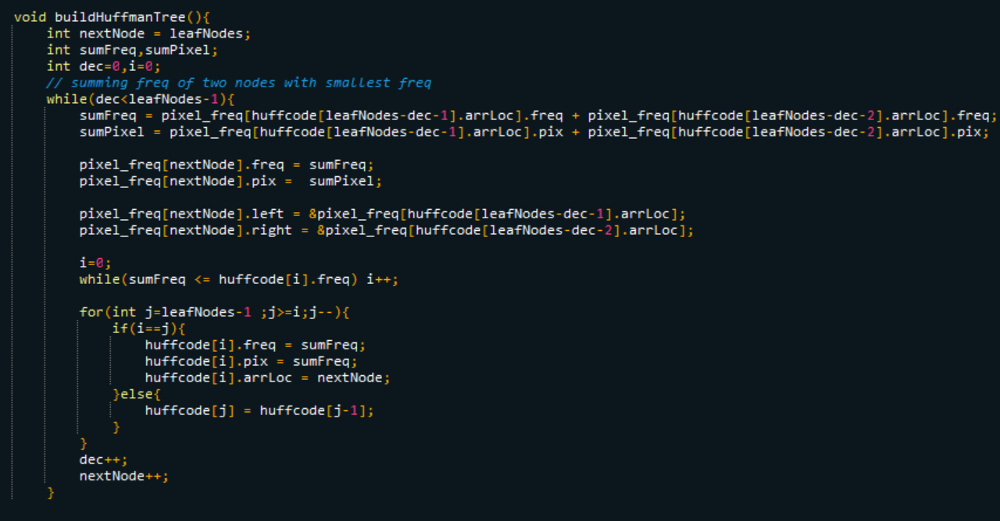 void buildHuffmanTree(){
    int nextNode = leafNodes;
    int sumFreq,sumPixel;
    int dec=0,i=0;
    // summing freq of two nodes with smallest freq
    while(dec<leafNodes-1){
        sumFreq = pixel_freq[huffcode[leafNodes-dec-1].arrLoc].freq + pixel_freq[huffcode[leafNodes-dec-2].arrLoc].freq;
        sumPixel = pixel_freq[huffcode[leafNodes-dec-1].arrLoc].pix + pixel_freq[huffcode[leafNodes-dec-2].arrLoc].pix;

        pixel_freq[nextNode].freq = sumFreq;
        pixel_freq[nextNode].pix =  sumPixel;

        pixel_freq[nextNode].left = &pixel_freq[huffcode[leafNodes-dec-1].arrLoc];
        pixel_freq[nextNode].right = &pixel_freq[huffcode[leafNodes-dec-2].arrLoc];

        i=0;
        while(sumFreq <= huffcode[i].freq) i++;

        for(int j=leafNodes-1 ;j>=i;j--){
            if(i==j){
                huffcode[i].freq = sumFreq;
                huffcode[i].pix = sumFreq;
                huffcode[i].arrLoc = nextNode;
            }else{
                huffcode[j] = huffcode[j-1];
            }
        }
        dec++;
        nextNode++;
    }